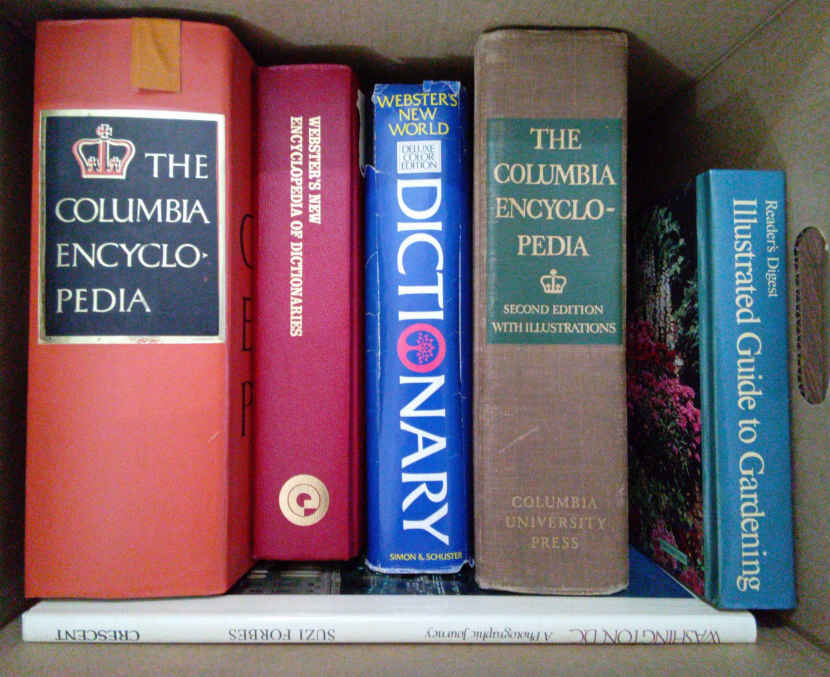 THE
COLUMBIA
ENCYCLO-
PEDIA
WEBSTER'S NEW
ENCYCLOPEDIA OF DICTIONARIES
WEBSTER'S
NEW
WORLD
DELUXE
COLOR
EDITION
DICTIONARY
SIMON & SCHUSTER
THE
COLUMBIA
ENCYCLO-
PEDIA
SECOND EDITION
WITH ILLUSTRATIONS
COLUMBIA
UNIVERSITY
PRESS
Reader's Digest
Illustrated Guide to Gardening
WASHINGTON D.C. A Photographic Journey SUZI FORBES CRESCENT